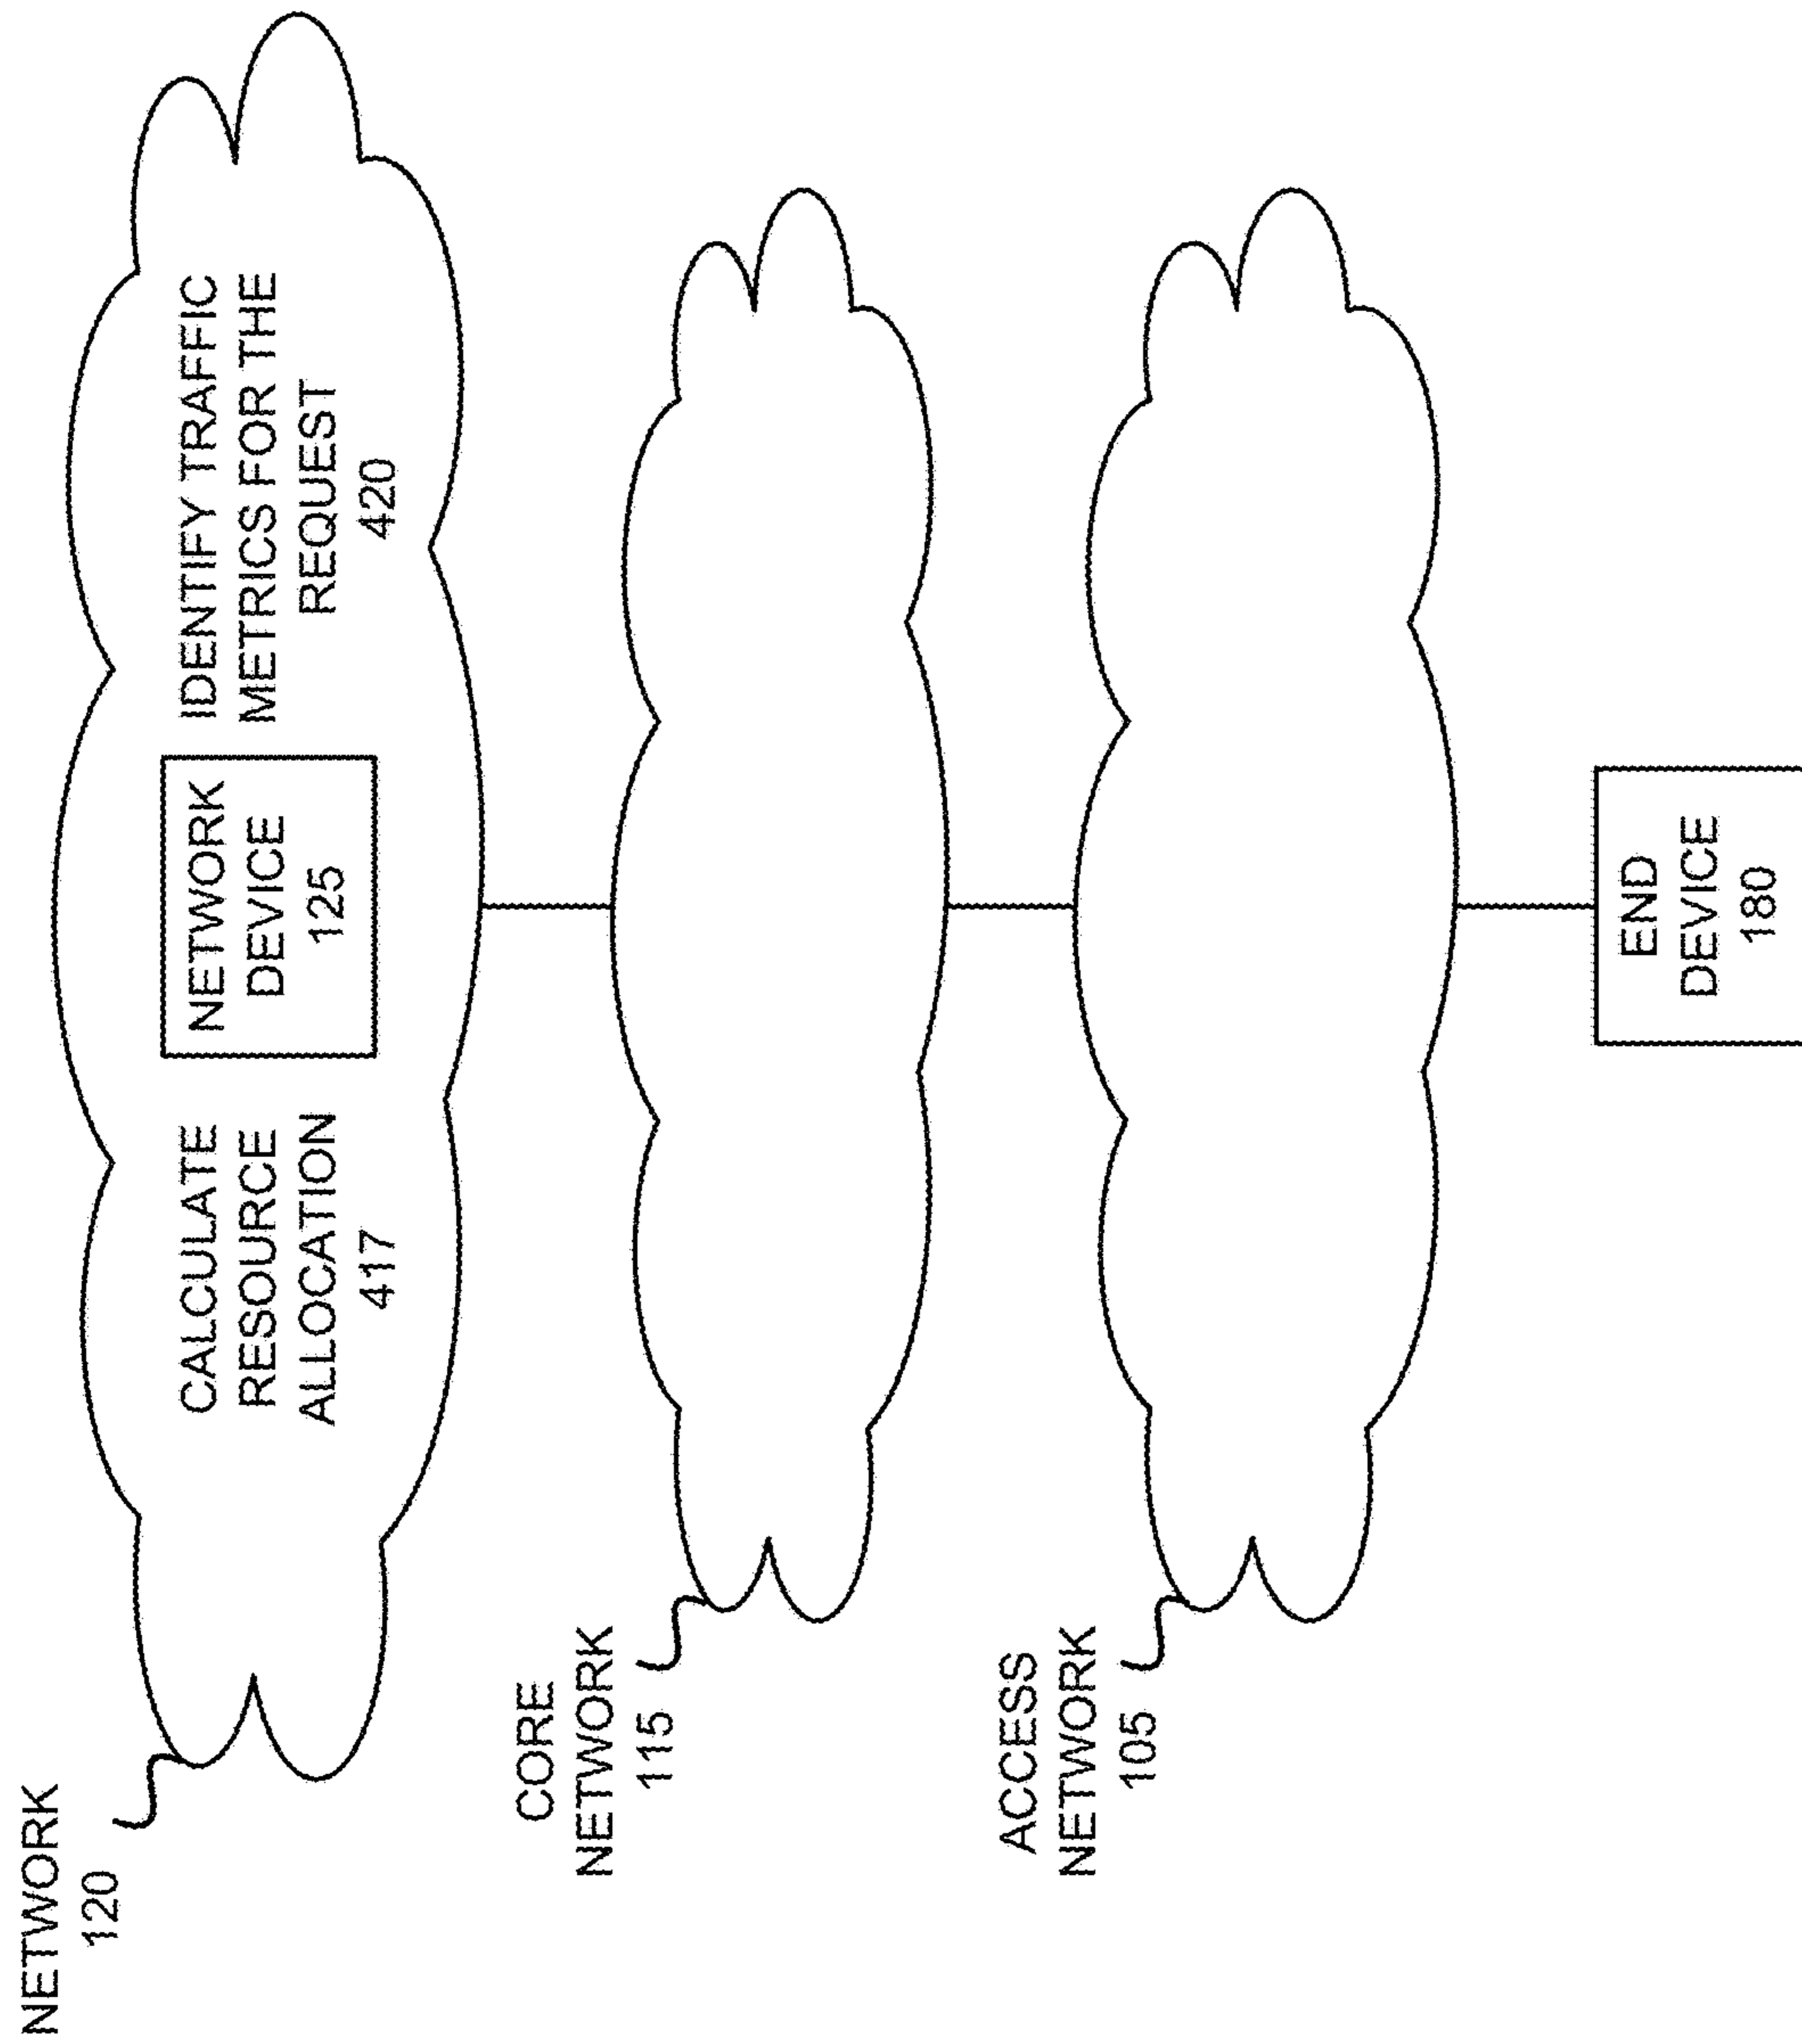 NETWORK
120
CALCULATE
RESOURCE
ALLOCATION
417
NETWORK
DEVICE
125
IDENTIFY TRAFFIC
METRICS FOR THE
REQUEST
420
CORE
NETWORK
115
ACCESS
NETWORK
105
END
DEVICE
180